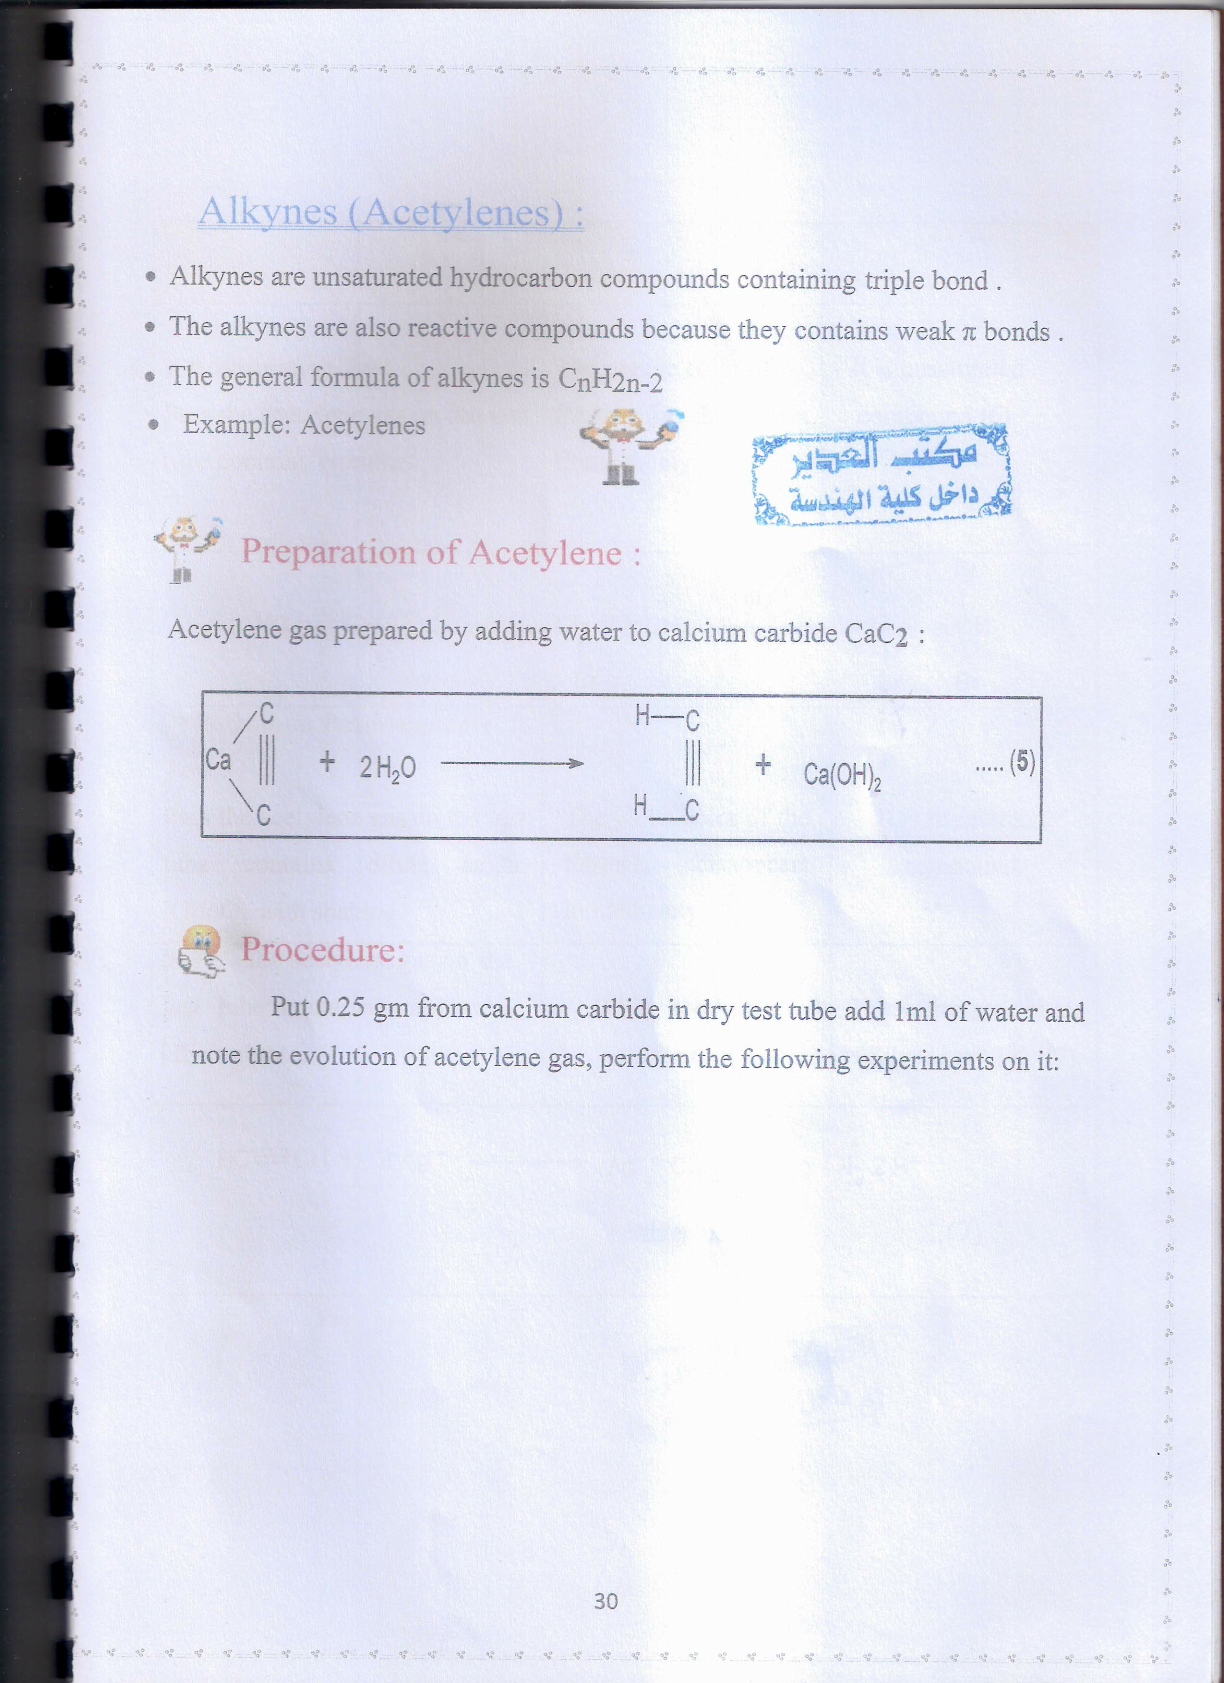 Alkynes (Acetylenes) :
• Alkynes are unsaturated hydrocarbon compounds containing triple bond .
• The alkynes are also reactive compounds because they contains weak π bonds .
• The general formula of alkynes is CnH2n-2
• Example: Acetylenes
مكتب الغدير
داخل كلية الهندسة
Preparation of Acetylene :
Acetylene gas prepared by adding water to calcium carbide CaC2 :
C H—C
Ca ||| + 2H₂O ⟶ ||| + Ca(OH)₂ ..... (5)
C H__C
Procedure:
Put 0.25 gm from calcium carbide in dry test tube add 1ml of water and
note the evolution of acetylene gas, perform the following experiments on it:
30